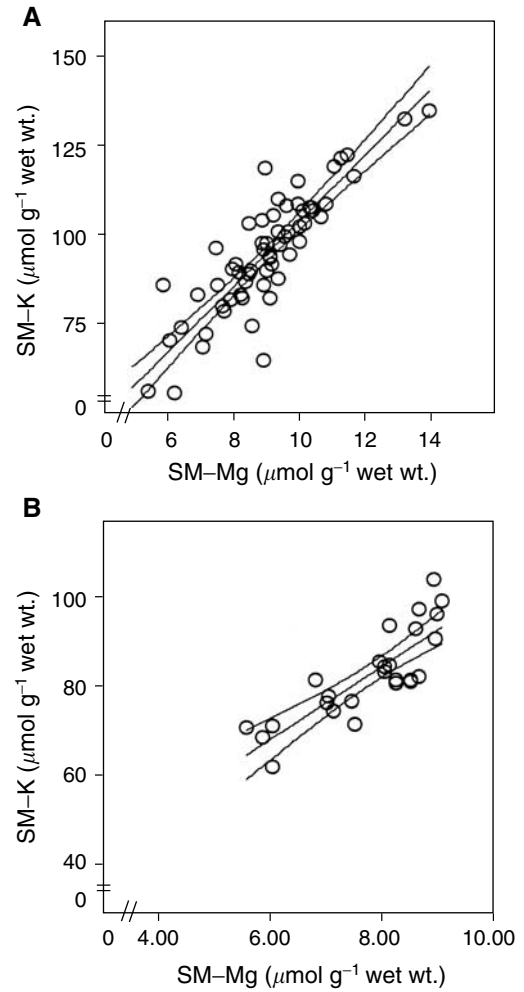 A
150
125
100
75
0
SM–K (μmol g⁻¹ wet wt.)
0 6 8 10 12 14
SM–Mg (μmol g⁻¹ wet wt.)
B
100
80
60
40
0
SM–K (μmol g⁻¹ wet wt.)
0 4.00 6.00 8.00 10.00
SM–Mg (μmol g⁻¹ wet wt.)